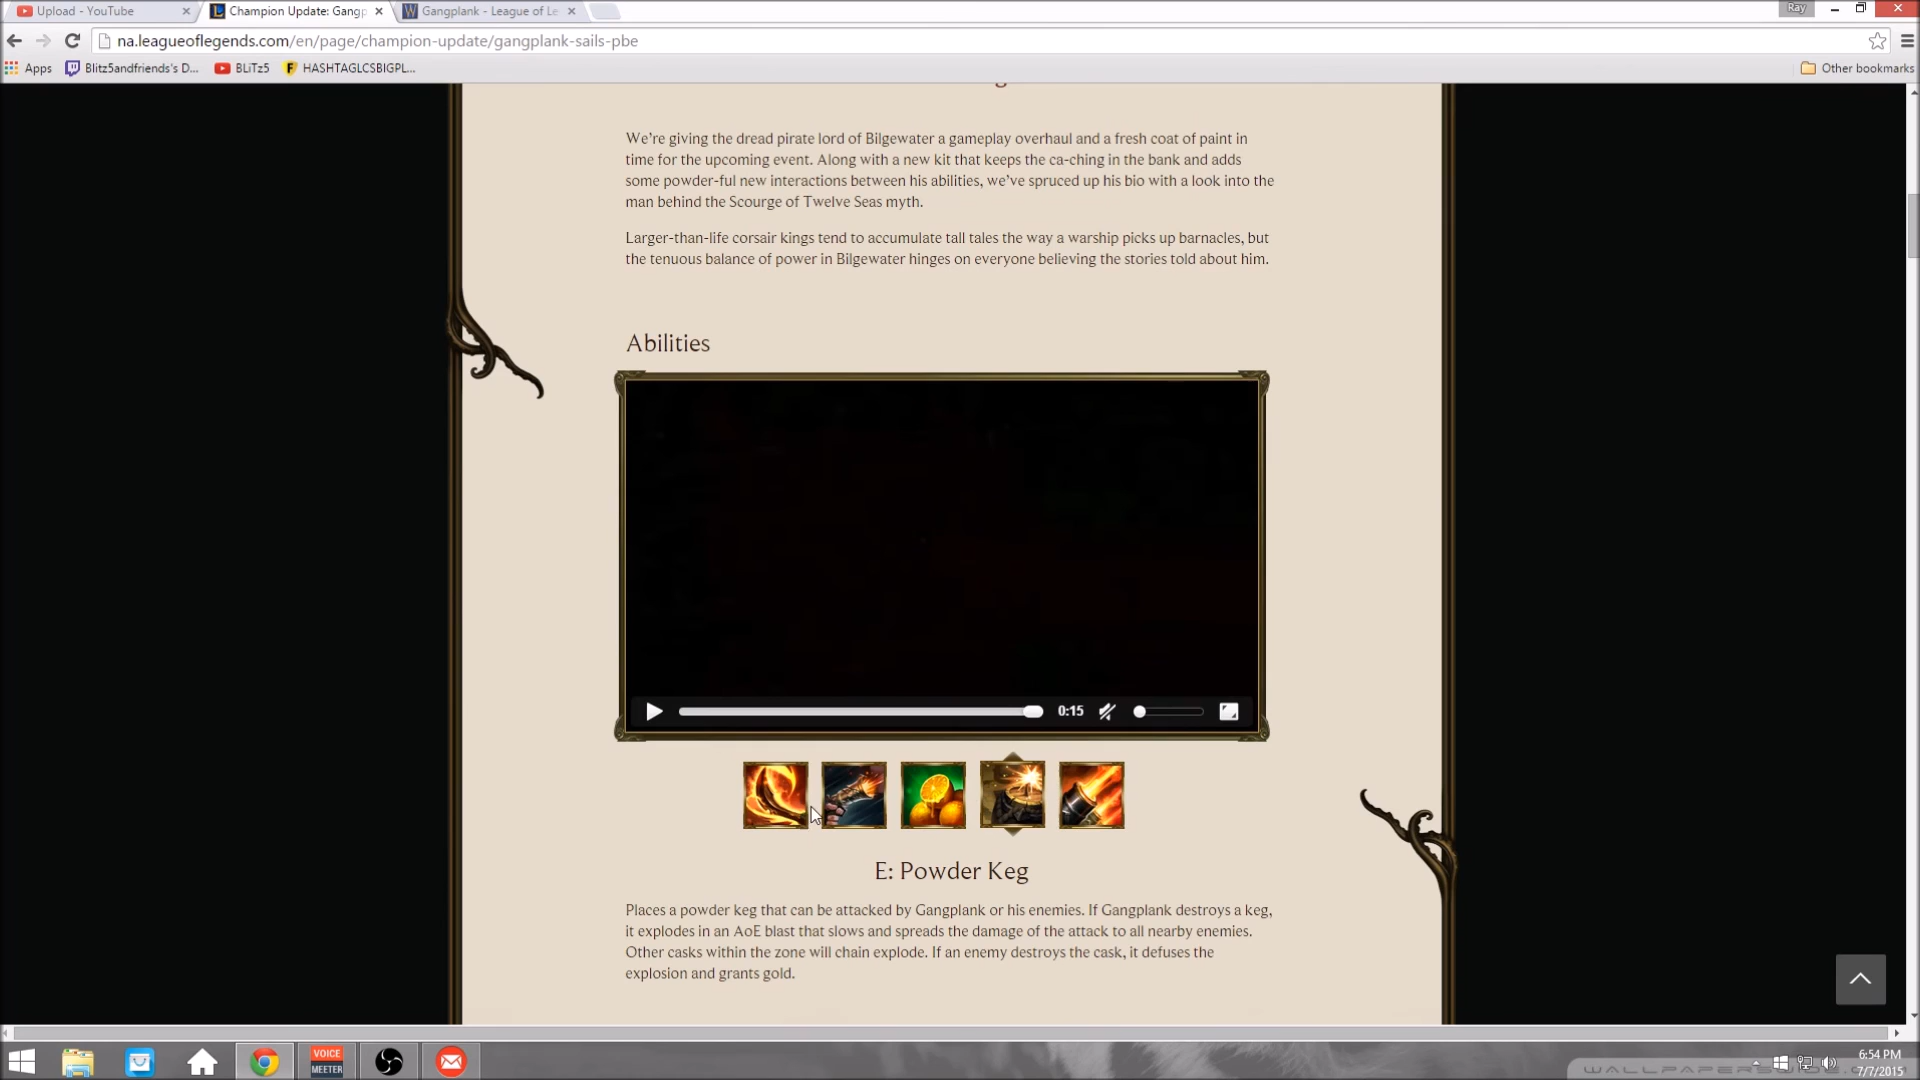 Upload - YouTube
Champion Update: Gangp
Gangplank - League of Le
Ray
na.leagueoflegends.com/en/page/champion-update/gangplank-sails-pbe
Apps
Blitz5andfriends's D...
BLiTz5
HASHTAGLCSBIGPL...
Other bookmarks
We're giving the dread pirate lord of Bilgewater a gameplay overhaul and a fresh coat of paint in
time for the upcoming event. Along with a new kit that keeps the ca-ching in the bank and adds
some powder-ful new interactions between his abilities, we've spruced up his bio with a look into the
man behind the Scourge of Twelve Seas myth.
Larger-than-life corsair kings tend to accumulate tall tales the way a warship picks up barnacles, but
the tenuous balance of power in Bilgewater hinges on everyone believing the stories told about him.
Abilities
0:15
E: Powder Keg
Places a powder keg that can be attacked by Gangplank or his enemies. If Gangplank destroys a keg,
it explodes in an AoE blast that slows and spreads the damage of the attack to all nearby enemies.
Other casks within the zone will chain explode. If an enemy destroys the cask, it defuses the
explosion and grants gold.
VOICE
MEETER
6:54 PM
7/7/2015